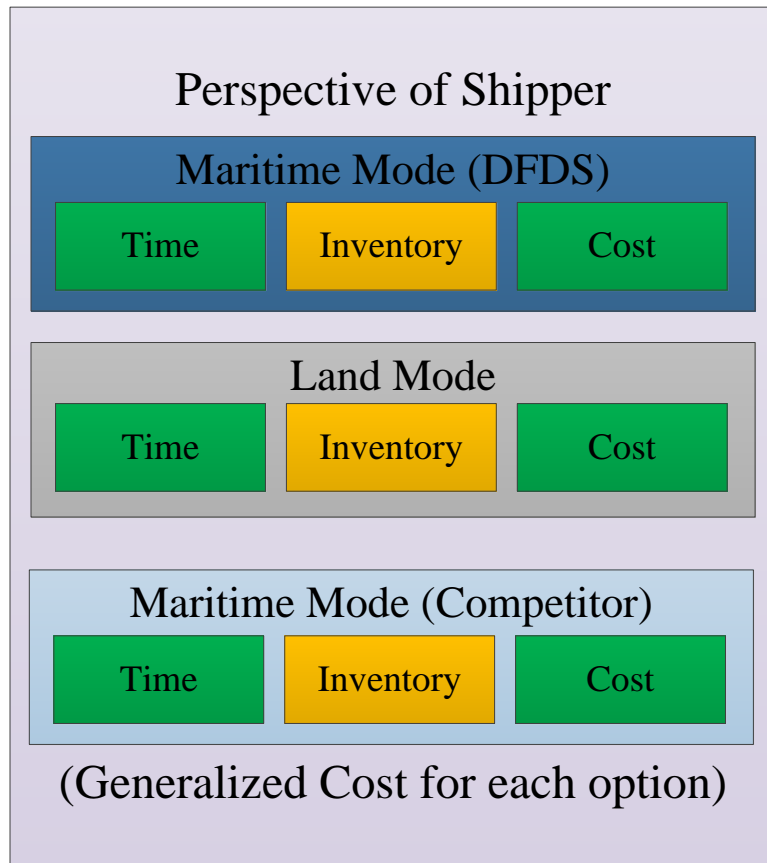 Perspective of Shipper
Maritime Mode (DFDS)
Time Inventory Cost
Land Mode
Time Inventory Cost
Maritime Mode (Competitor)
Time Inventory Cost
(Generalized Cost for each option)